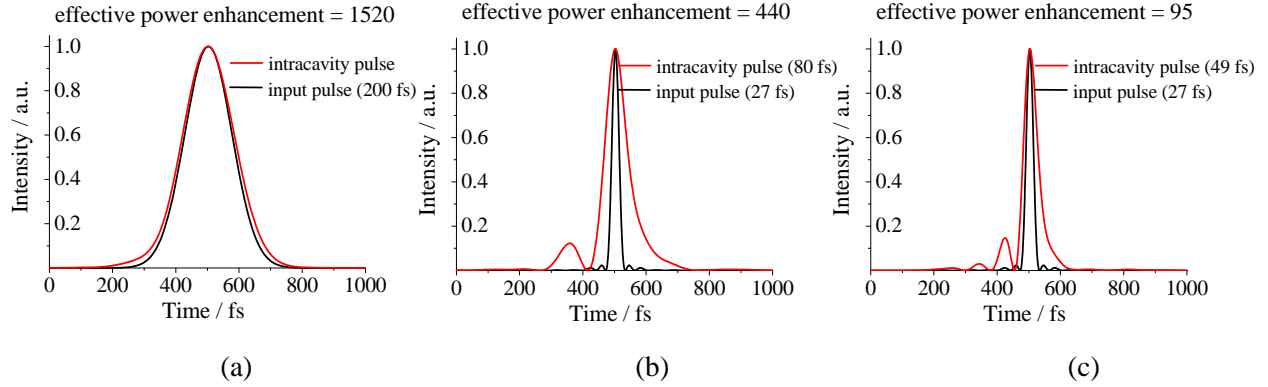 effective power enhancement = 1520
intracavity pulse
input pulse (200 fs)
Intensity / a.u.
1.0
0.8
0.6
0.4
0.2
0 200 400 600 800 1000
Time / fs
(a)
effective power enhancement = 440
intracavity pulse (80 fs)
input pulse (27 fs)
Intensity / a.u.
1.0
0.8
0.6
0.4
0.2
0 200 400 600 800 1000
Time / fs
(b)
effective power enhancement = 95
intracavity pulse (49 fs)
input pulse (27 fs)
Intensity / a.u.
1.0
0.8
0.6
0.4
0.2
0 200 400 600 800 1000
Time / fs
(c)